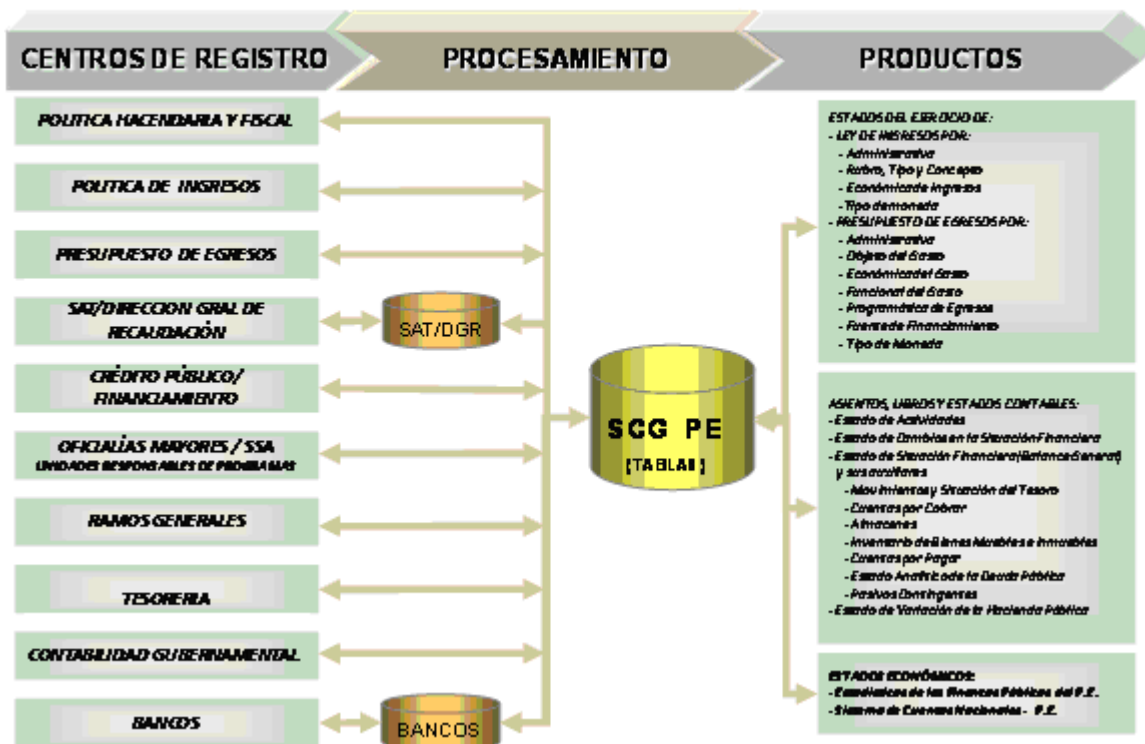 CENTROS DE REGISTRO
PROCESAMIENTO
PRODUCTOS
POLITICA HACENDARIA Y FISCAL
POLITICA DE INGRESOS
PRESUPUESTO DE EGRESOS
SAT/DIRECCION GRAL DE
RECAUDACIÓN
CRÉDITO PÚBLICO/
FINANCIAMIENTO
OFICIALÍAS MAYORES / SSA
UNIDADES RESPONSABLES DE PROGRAMAS
RAMOS GENERALES
TESORERIA
CONTABILIDAD GUBERNAMENTAL
BANCOS
SAT/DGR
BANCOS
SCG PE
(TABLAS)
ESTADOS DEL EJERCICIO DE:
- LEY DE INGRESOS POR:
- Administrativa
- Rubro, Tipo y Concepto
- Económica de Ingresos
- Tipo de moneda
- PRESUPUESTO DE EGRESOS POR:
- Administrativa
- Objeto del Gasto
- Económica del Gasto
- Funcional del Gasto
- Programática de Egresos
- Fuente de Financiamiento
- Tipo de Moneda
ASIENTOS, LIBROS Y ESTADOS CONTABLES:
- Estado de Actividades
- Estado de Cambios en la Situación Financiera
- Estado de Situación Financiera (Balance General)
y sus auxiliares
- Movimientos y Situación del Tesoro
- Cuentas por Cobrar
- Almacenes
- Inventario de Bienes Muebles e Inmuebles
- Cuentas por Pagar
- Estado Analítico de la Deuda Pública
- Pasivos Contingentes
- Estado de Variación de la Hacienda Pública
ESTADOS ECONÓMICOS:
- Estadísticas de las Finanzas Públicas del P.E.
- Sistema de Cuentas Nacionales - P.E.